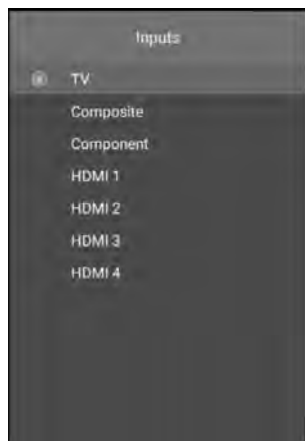 Inputs
TV
Composite
Component
HDMI 1
HDMI 2
HDMI 3
HDMI 4